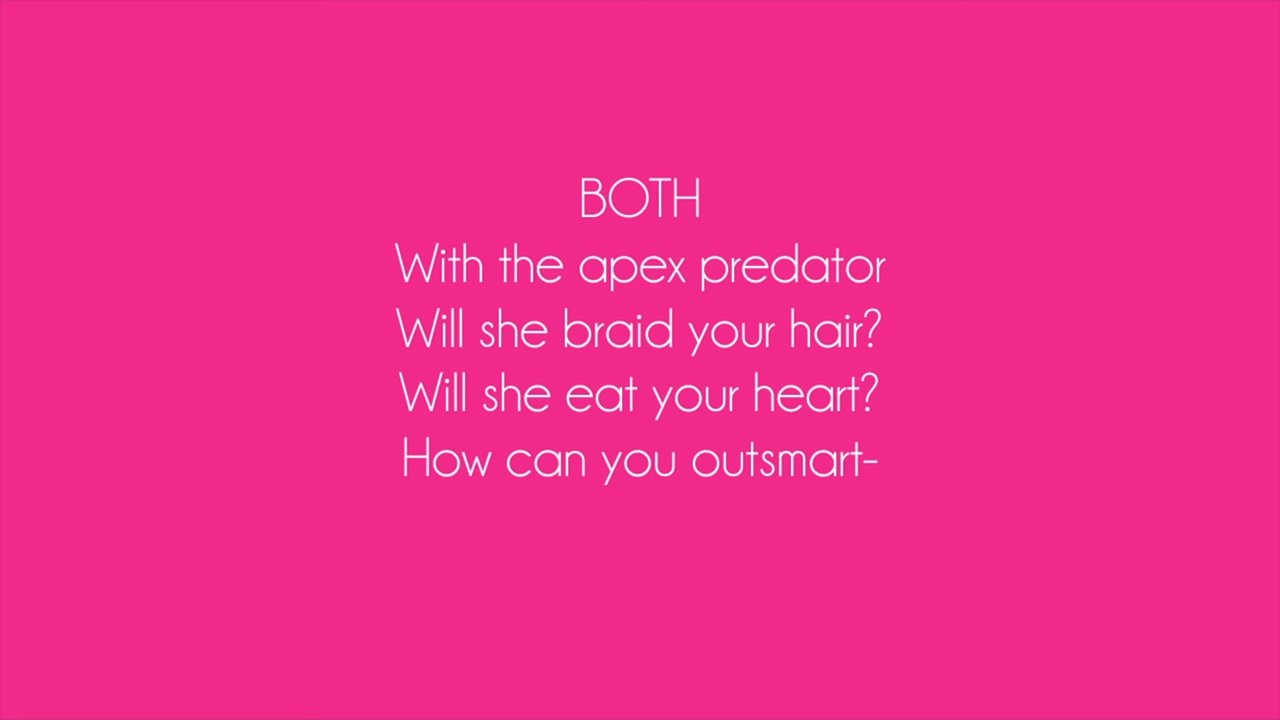 BOTH
With the apex predator
Will she braid your hair?
Will she eat your heart?
How can you outsmart-